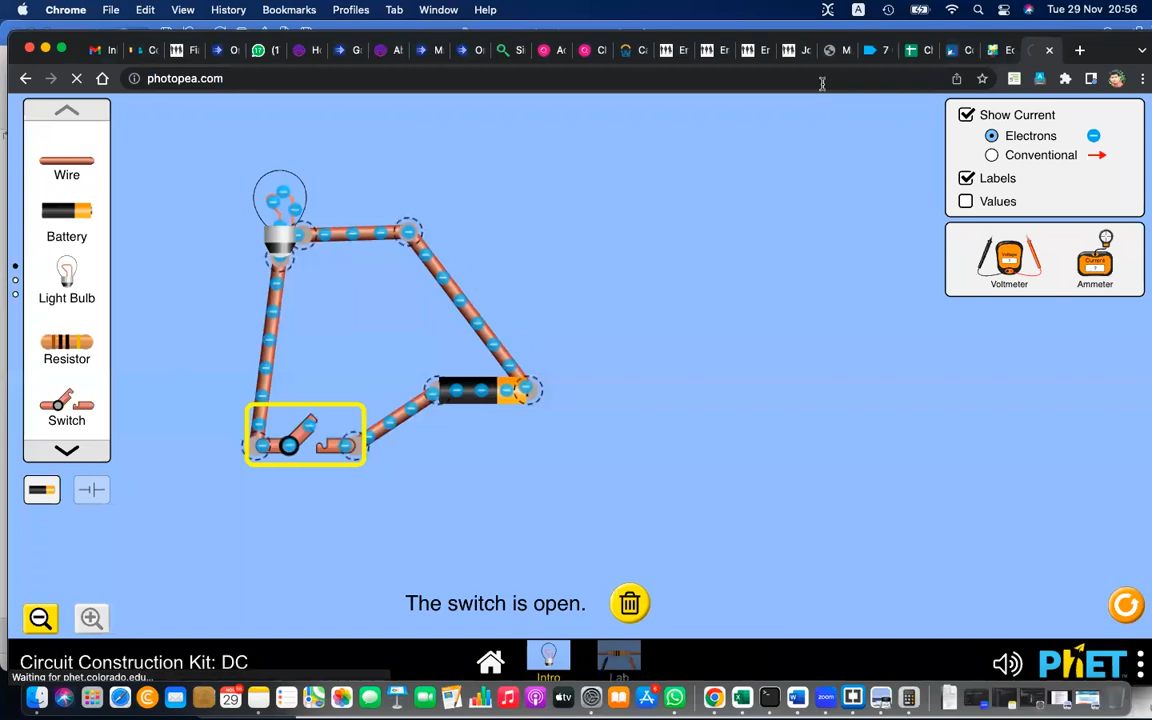 Chrome File Edit View History Bookmarks Profiles Tab Window Help A Tue 29 Nov 20:56
photopea.com
Wire
Battery
Light Bulb
Resistor
Switch
Show Current
Electrons
Conventional
Labels
Values
Voltmeter
Ammeter
The switch is open.
Circuit Construction Kit: DC
Intro
Lab
PhET
Waiting for phet.colorado.edu...
zoom